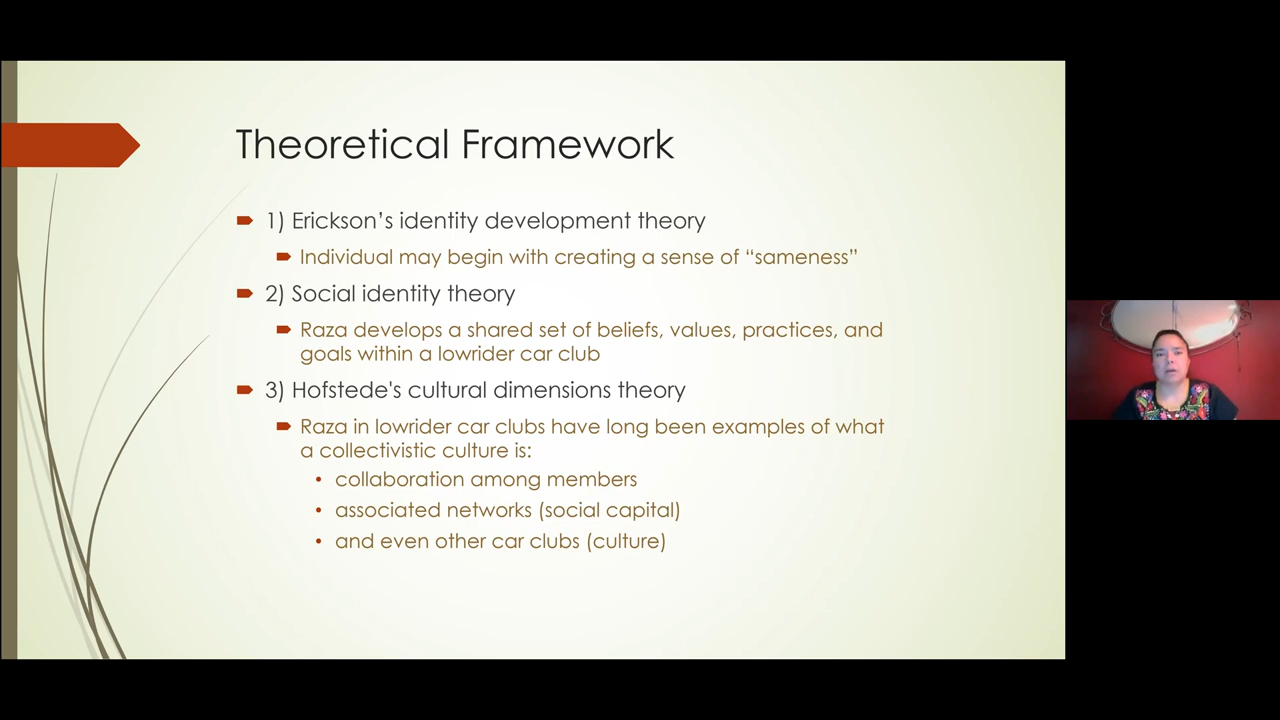 Theoretical Framework
1) Erickson’s identity development theory
Individual may begin with creating a sense of “sameness”
2) Social identity theory
Raza develops a shared set of beliefs, values, practices, and
goals within a lowrider car club
3) Hofstede's cultural dimensions theory
Raza in lowrider car clubs have long been examples of what
a collectivistic culture is:
• collaboration among members
• associated networks (social capital)
• and even other car clubs (culture)